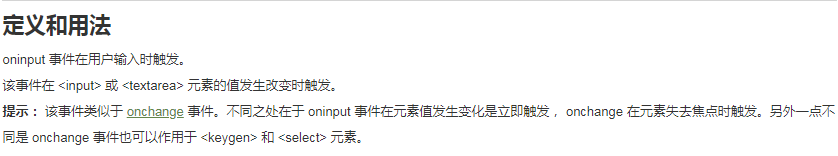 定义和用法
oninput 事件在用户输入时触发。
该事件在 <input> 或 <textarea> 元素的值发生改变时触发。
提示： 该事件类似于 onchange 事件。不同之处在于 oninput 事件在元素值发生变化是立即触发， onchange 在元素失去焦点时触发。另外一点不
同是 onchange 事件也可以作用于 <keygen> 和 <select> 元素。